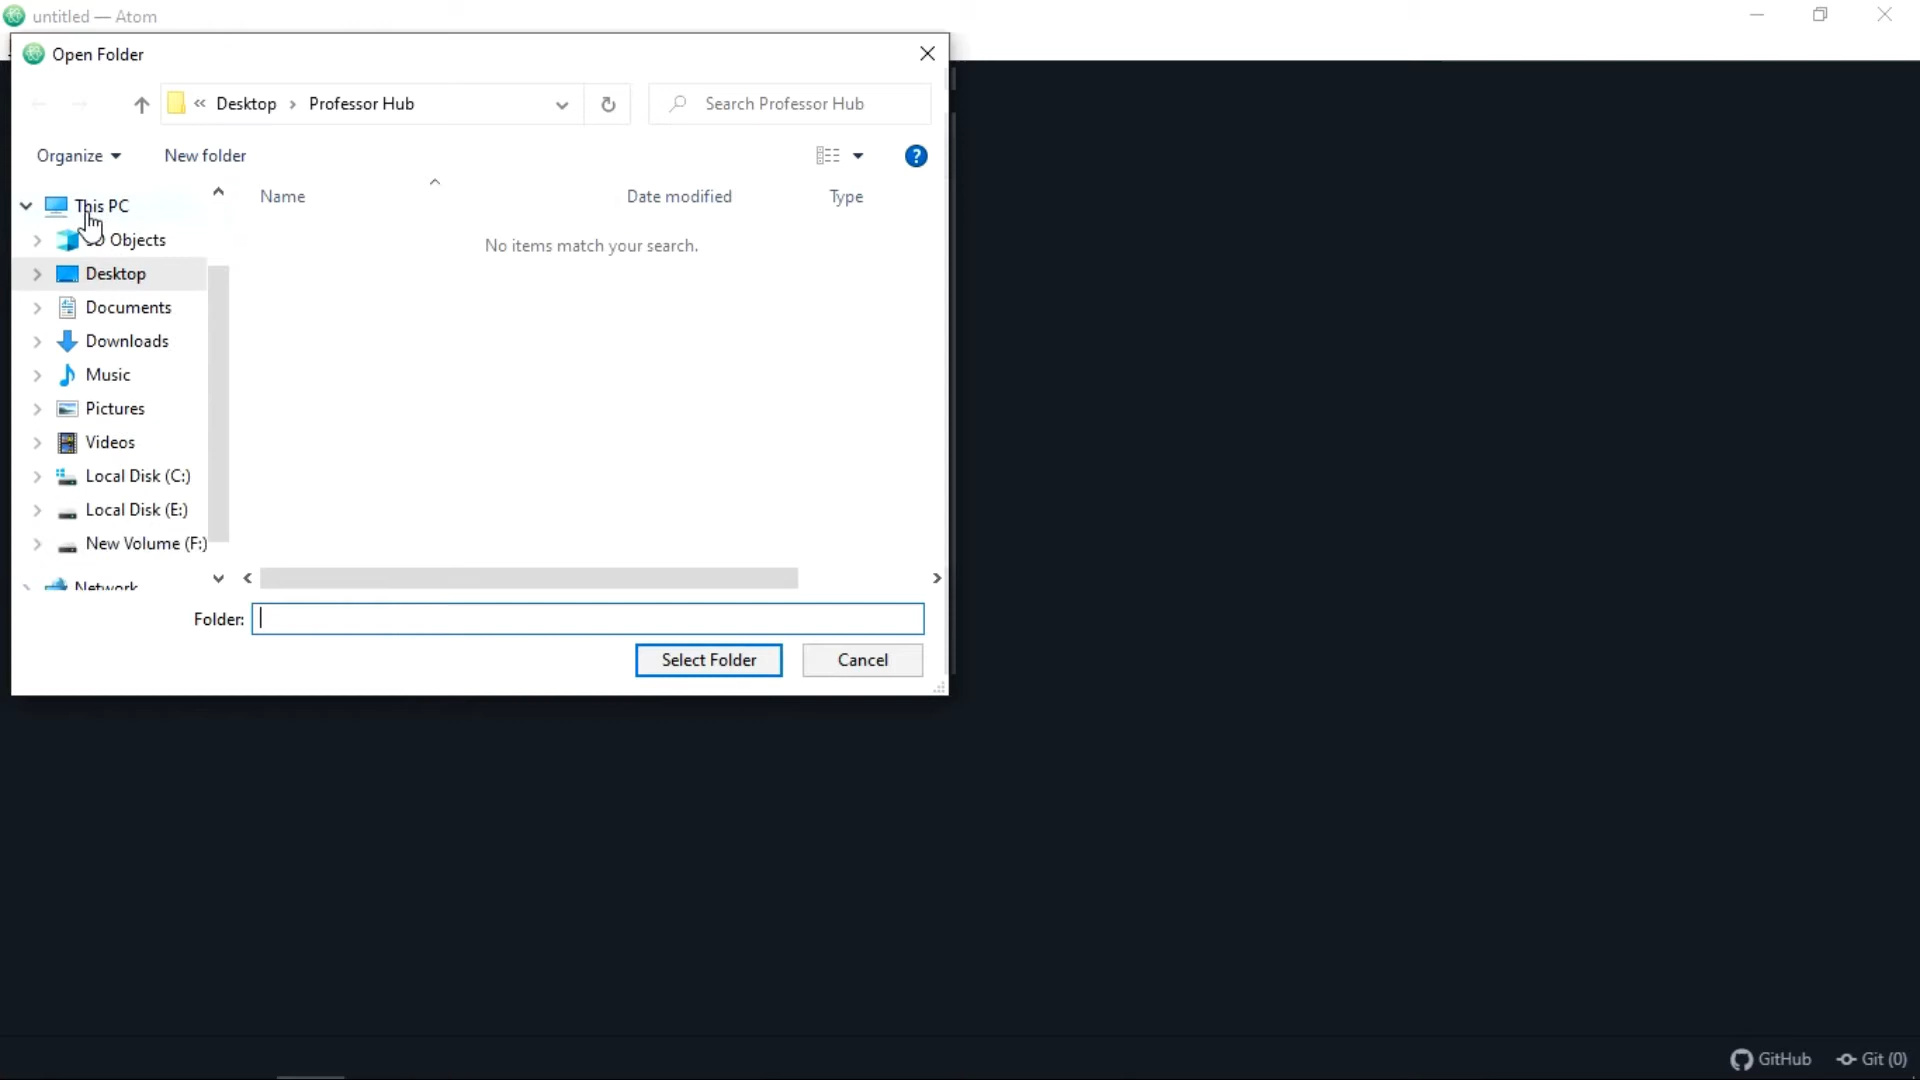 untitled — Atom
Open Folder
« Desktop › Professor Hub
Search Professor Hub
Organize
New folder
?
This PC
Name
Date modified
Type
3D Objects
No items match your search.
Desktop
Documents
Downloads
Music
Pictures
Videos
Local Disk (C:)
Local Disk (E:)
New Volume (F:)
Network
Folder:
Select Folder
Cancel
GitHub
Git (0)